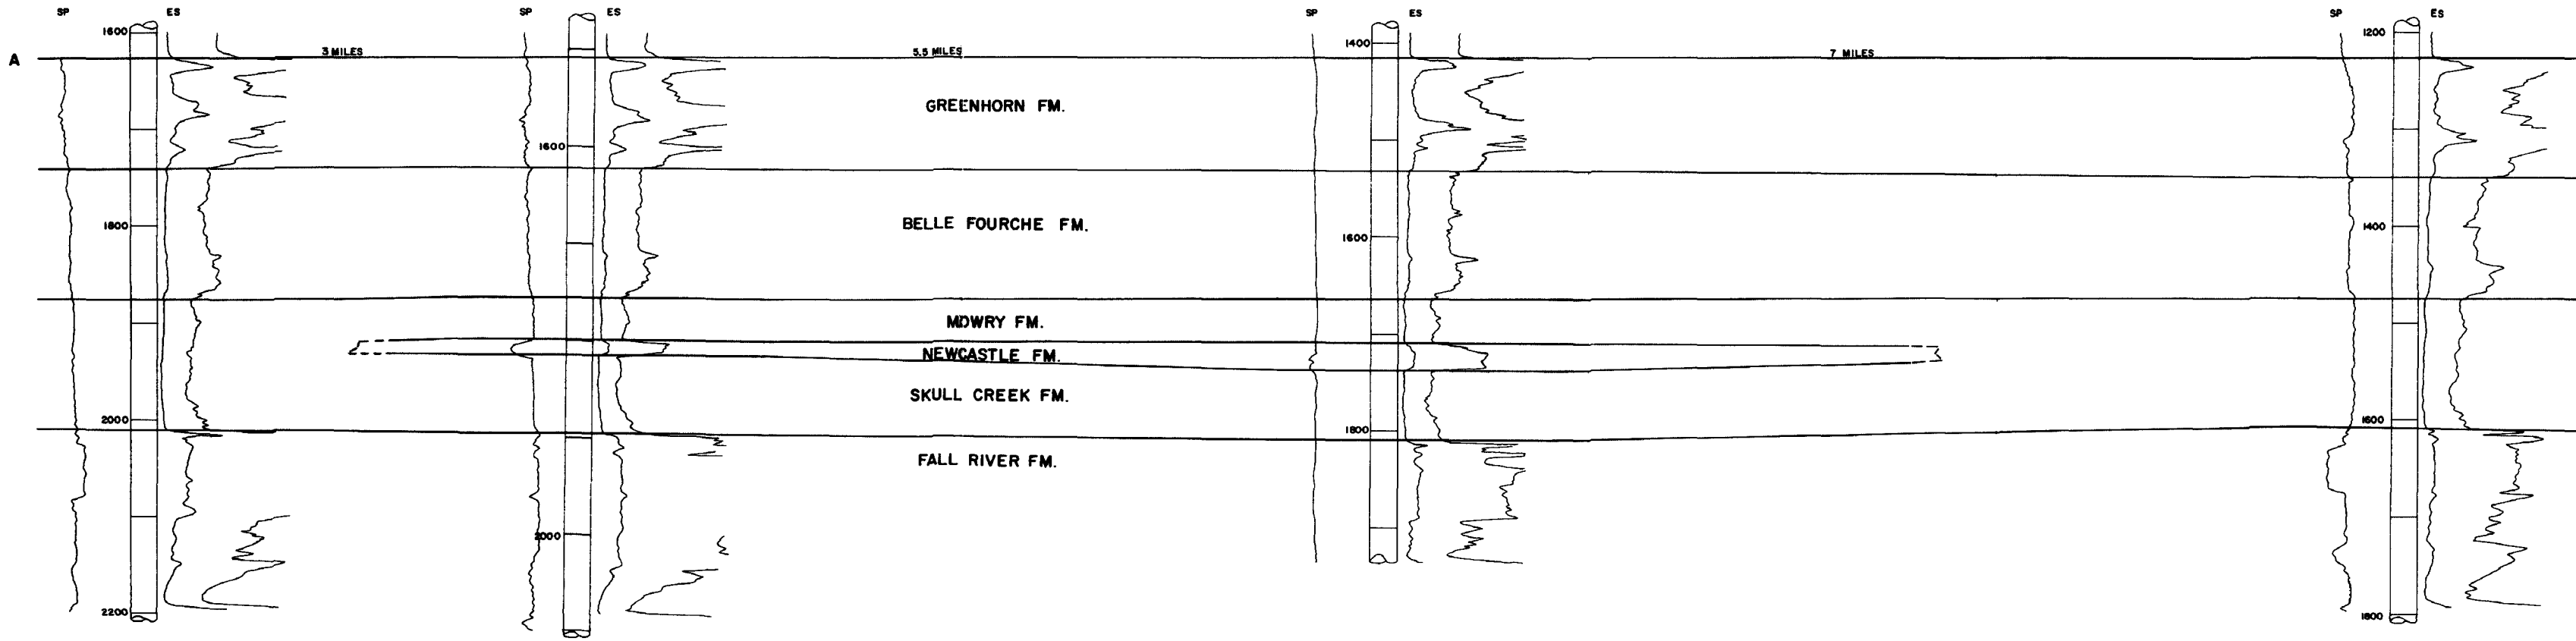 SP ES SP ES SP ES SP ES
1600 1400 1200
A 3 MILES 5.5 MILES 7 MILES
GREENHORN FM.
1600
1800 BELLE FOURCHE FM. 1600 1400
MOWRY FM.
NEWCASTLE FM.
SKULL CREEK FM.
2000 1800 1600
FALL RIVER FM.
2000
2200 1800